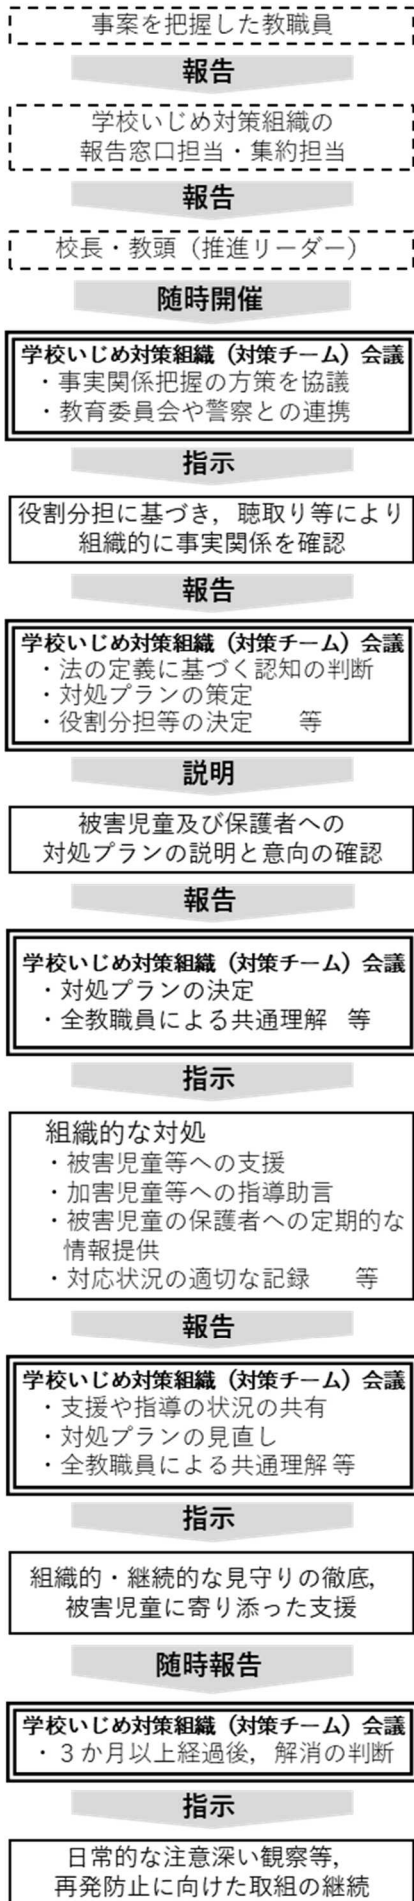 事案を把握した教職員
報告
学校いじめ対策組織の
報告窓口担当・集約担当
報告
校長・教頭（推進リーダー）
随時開催
学校いじめ対策組織（対策チーム）会議
・事実関係把握の方策を協議
・教育委員会や警察との連携
指示
役割分担に基づき，聴取り等により
組織的に事実関係を確認
報告
学校いじめ対策組織（対策チーム）会議
・法の定義に基づく認知の判断
・対処プランの策定
・役割分担等の決定　　等
説明
被害児童及び保護者への
対処プランの説明と意向の確認
報告
学校いじめ対策組織（対策チーム）会議
・対処プランの決定
・全教職員による共通理解　等
指示
組織的な対処
・被害児童等への支援
・加害児童等への指導助言
・被害児童の保護者への定期的な
情報提供
・対応状況の適切な記録　　等
報告
学校いじめ対策組織（対策チーム）会議
・支援や指導の状況の共有
・対処プランの見直し
・全教職員による共通理解 等
指示
組織的・継続的な見守りの徹底，
被害児童に寄り添った支援
随時報告
学校いじめ対策組織（対策チーム）会議
・３か月以上経過後，解消の判断
指示
日常的な注意深い観察等，
再発防止に向けた取組の継続